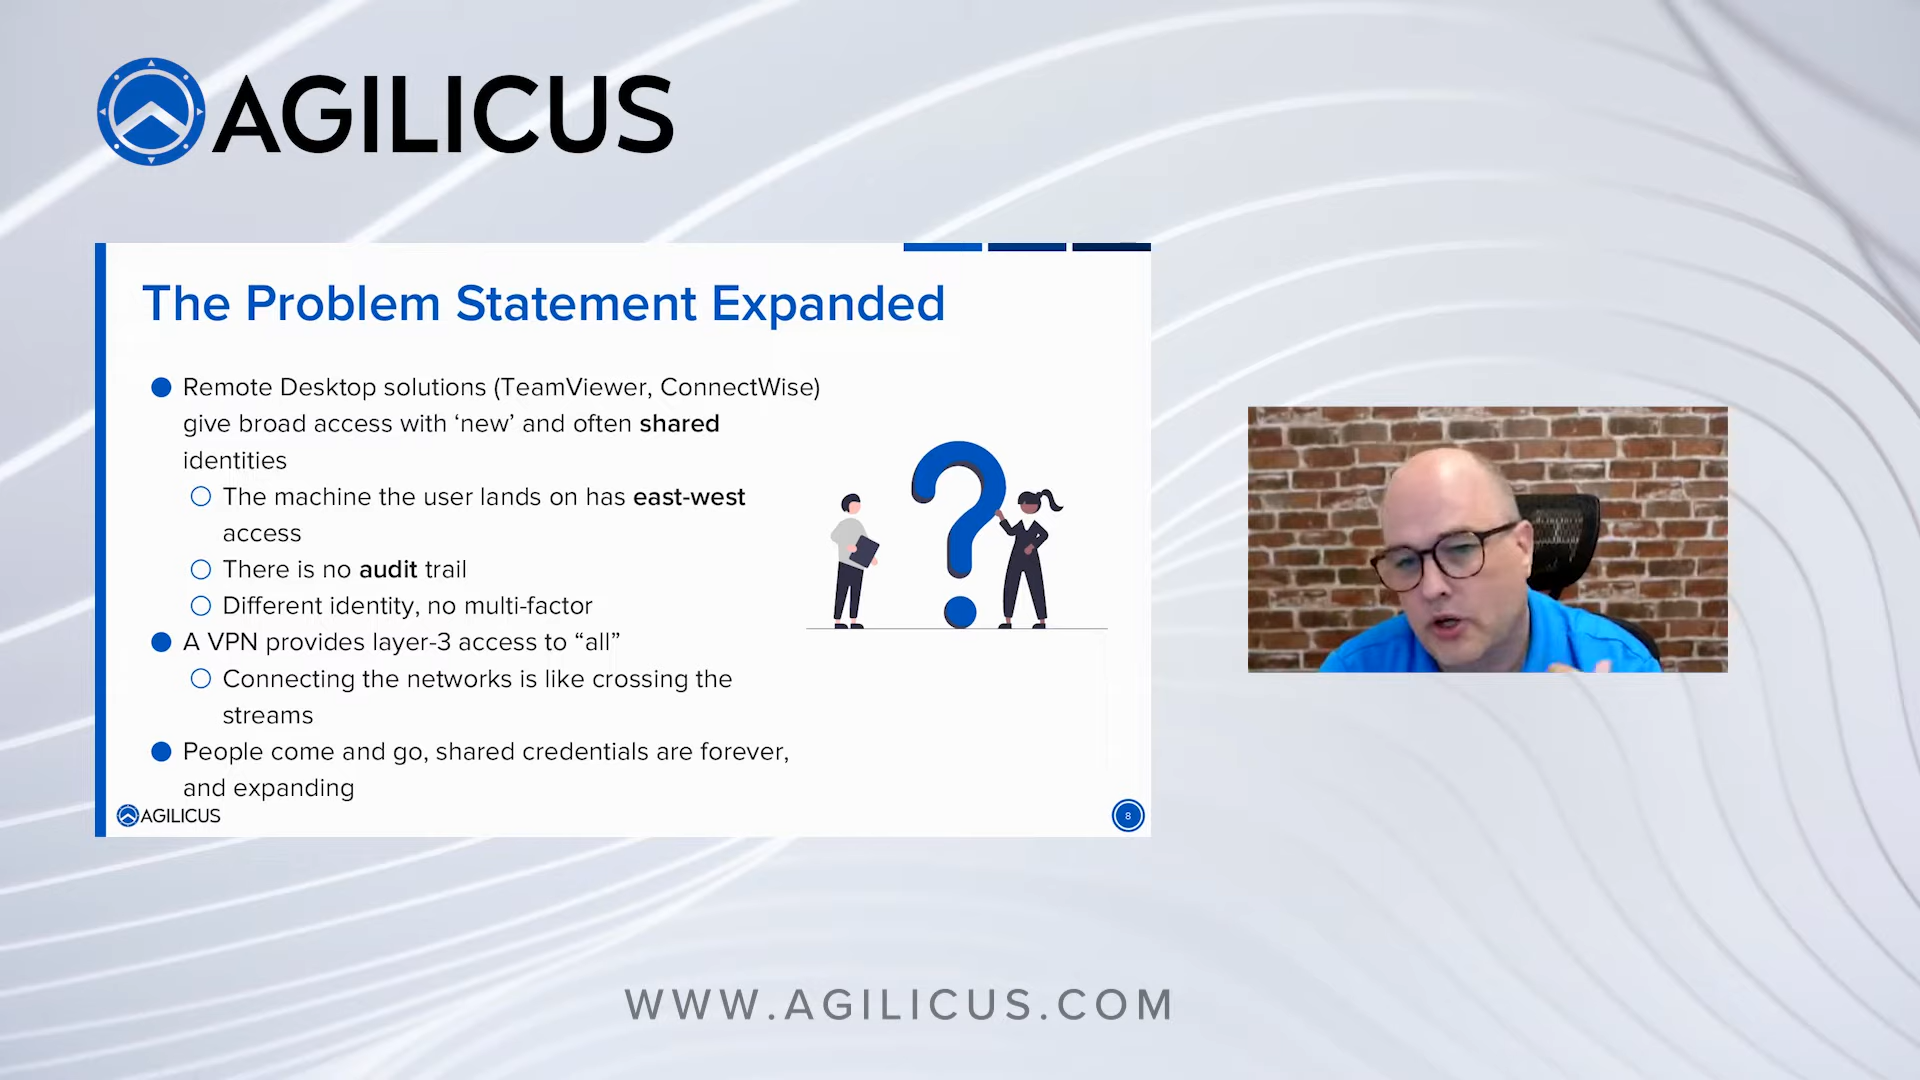 AGILICUS
The Problem Statement Expanded
Remote Desktop solutions (TeamViewer, ConnectWise)
give broad access with ‘new’ and often shared
identities
The machine the user lands on has east-west
access
There is no audit trail
Different identity, no multi-factor
A VPN provides layer-3 access to “all”
Connecting the networks is like crossing the
streams
People come and go, shared credentials are forever,
and expanding
AGILICUS
8
WWW.AGILICUS.COM